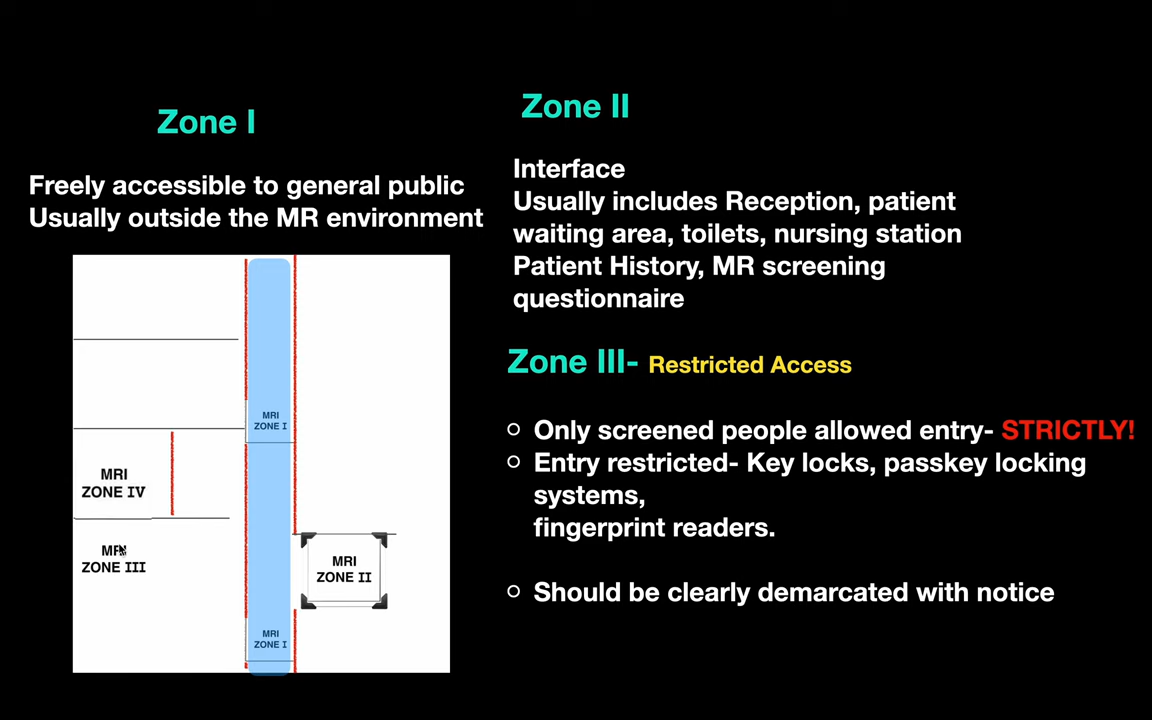 Zone I
Freely accessible to general public
Usually outside the MR environment
MRI
ZONE I
MRI
ZONE IV
ZONE III
MRI
ZONE II
MRI
ZONE I
Zone II
Interface
Usually includes Reception, patient
waiting area, toilets, nursing station
Patient History, MR screening
questionnaire
Zone III- Restricted Access
Only screened people allowed entry- STRICTLY!
Entry restricted- Key locks, passkey locking
systems,
fingerprint readers.
Should be clearly demarcated with notice